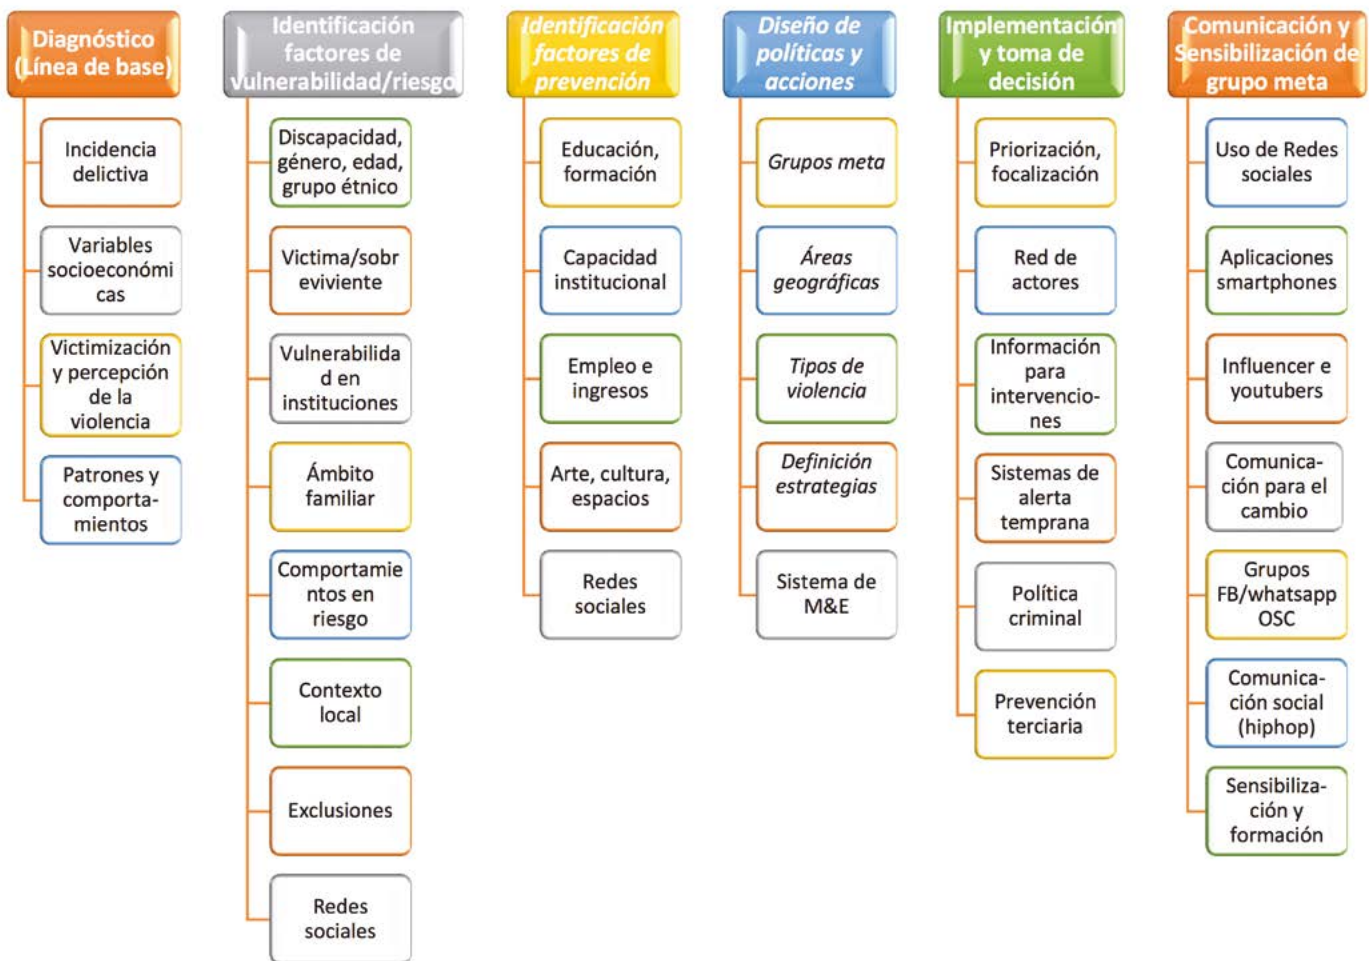 Diagnóstico
(Línea de base)
Incidencia
delictiva
Variables
socioeconómi
cas
Victimización
y percepción
de la
violencia
Patrones y
comporta-
mientos
Identificación
factores de
vulnerabilidad/riesgo
Discapacidad,
género, edad,
grupo étnico
Victima/sobr
eviviente
Vulnerabilida
d en
instituciones
Ámbito
familiar
Comportamie
ntos en
riesgo
Contexto
local
Exclusiones
Redes
sociales
Identificación
factores de
prevención
Educación,
formación
Capacidad
institucional
Empleo e
ingresos
Arte, cultura,
espacios
Redes
sociales
Diseño de
políticas y
acciones
Grupos meta
Áreas
geográficas
Tipos de
violencia
Definición
estrategias
Sistema de
M&E
Implementación
y toma de
decisión
Priorización,
focalización
Red de
actores
Información
para
intervencio-
nes
Sistemas de
alerta
temprana
Política
criminal
Prevención
terciaria
Comunicación y
Sensibilización de
grupo meta
Uso de Redes
sociales
Aplicaciones
smartphones
Influencer e
youtubers
Comunica-
ción para el
cambio
Grupos
FB/whatsapp
OSC
Comunica-
ción social
(hiphop)
Sensibiliza-
ción y
formación